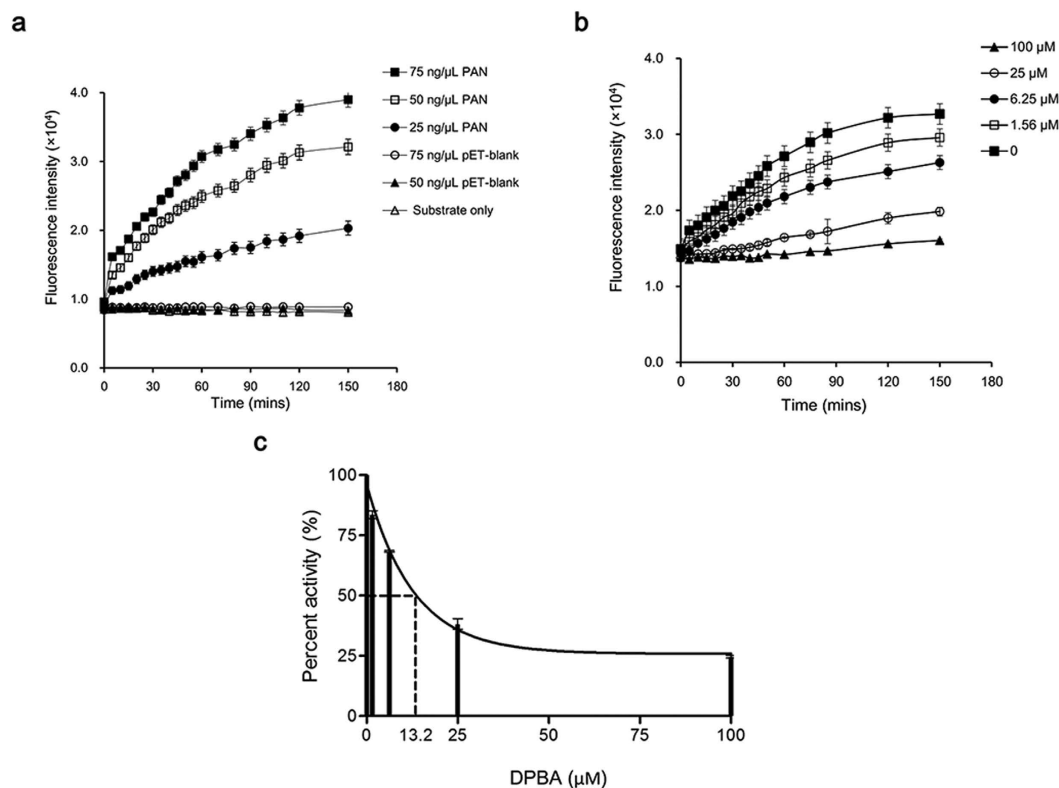 a
75 ng/μL PAN
50 ng/μL PAN
25 ng/μL PAN
75 ng/μL pET-blank
50 ng/μL pET-blank
Substrate only
Fluorescence intensity (×10⁴)
4.0
3.0
2.0
1.0
0.0
0 30 60 90 120 150 180
Time (mins)
b
100 μM
25 μM
6.25 μM
1.56 μM
0
Fluorescence intensity (×10⁴)
4.0
3.0
2.0
1.0
0.0
0 30 60 90 120 150 180
Time (mins)
c
Percent activity (%)
100
75
50
25
0
0 13.2 25 50 75 100
DPBA (μM)